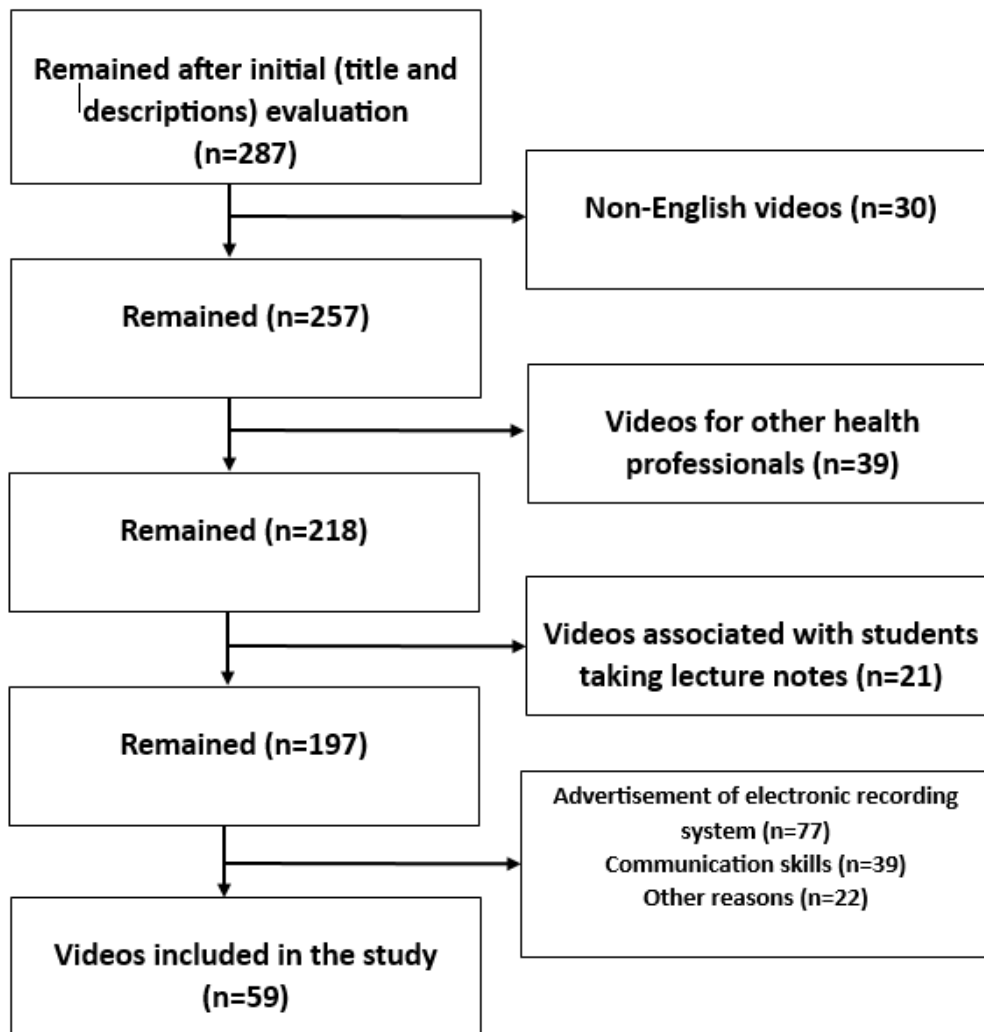 Remained after initial (title and
descriptions) evaluation
(n=287)
Non-English videos (n=30)
Remained (n=257)
Videos for other health
professionals (n=39)
Remained (n=218)
Videos associated with students
taking lecture notes (n=21)
Remained (n=197)
Advertisement of electronic recording
system (n=77)
Communication skills (n=39)
Other reasons (n=22)
Videos included in the study
(n=59)